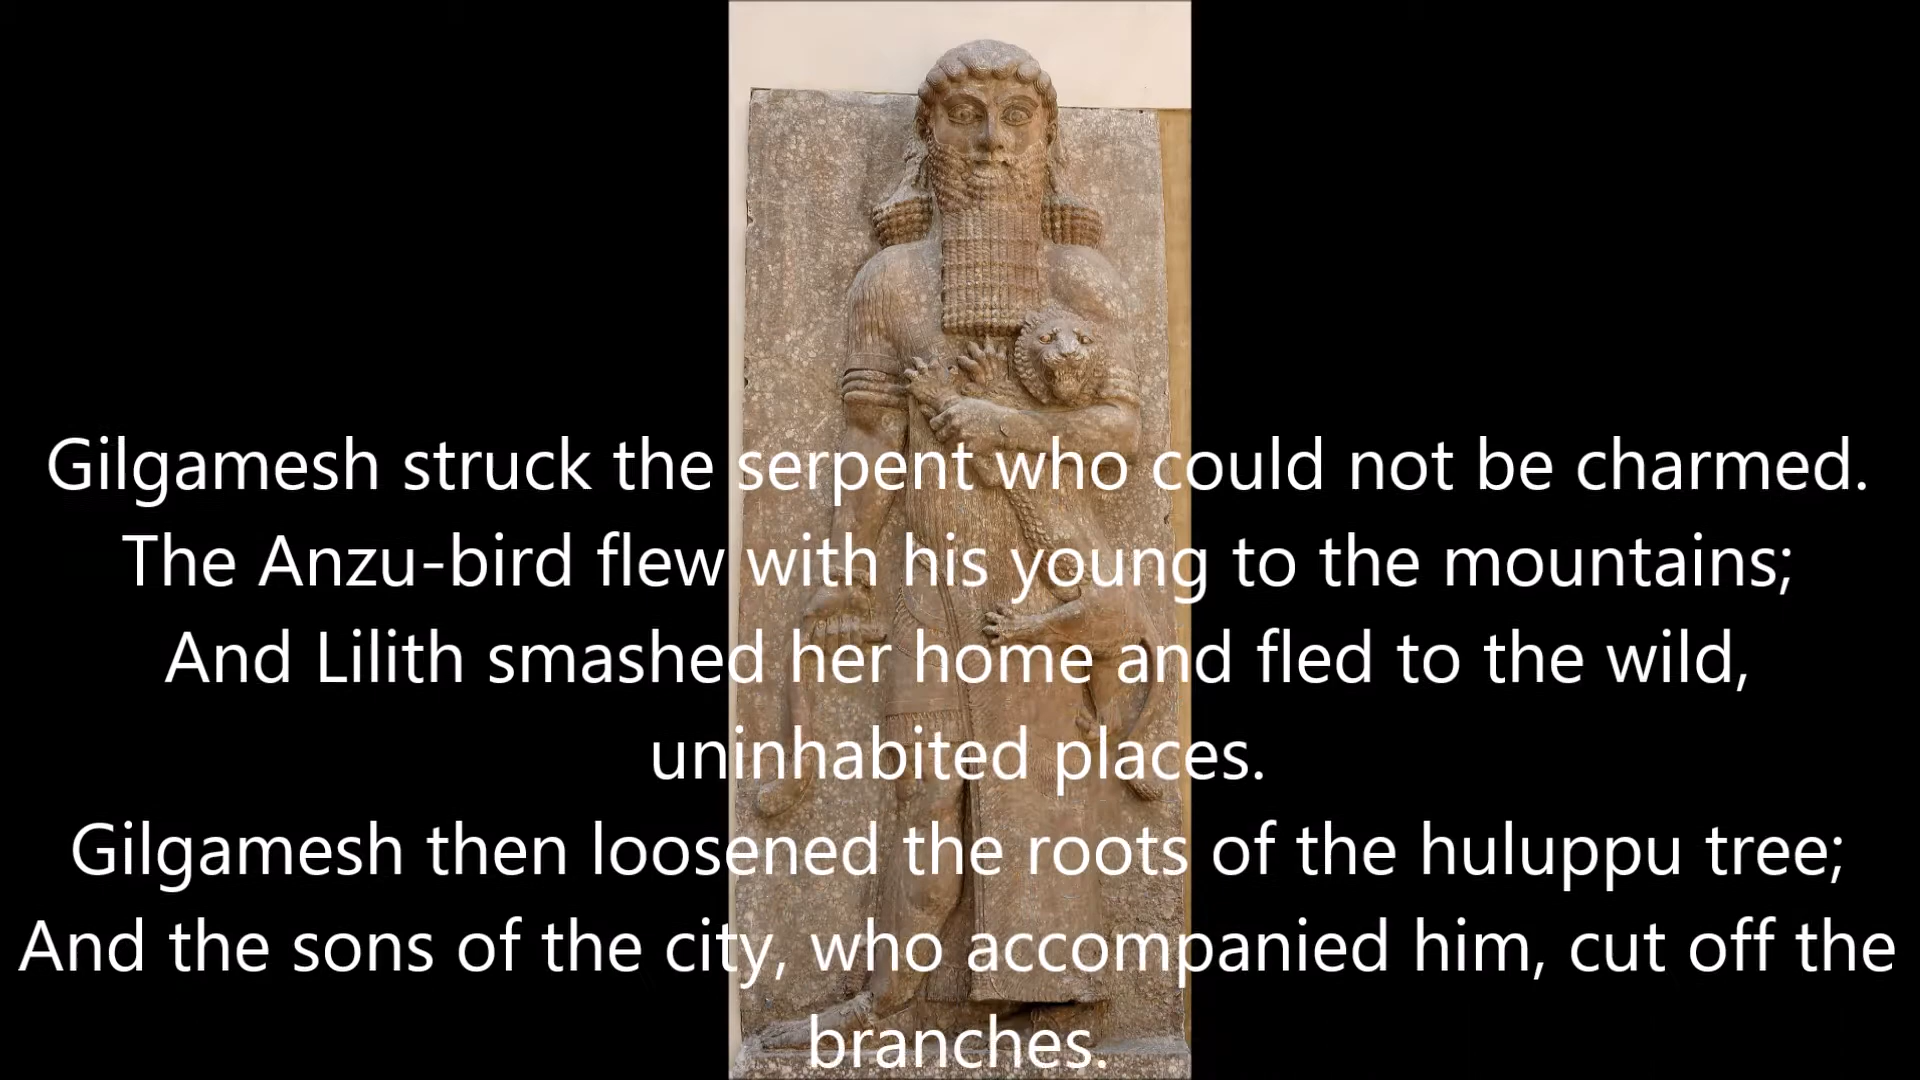 Gilgamesh struck the serpent who could not be charmed.
The Anzu-bird flew with his young to the mountains;
And Lilith smashed her home and fled to the wild,
uninhabited places.
Gilgamesh then loosened the roots of the huluppu tree;
And the sons of the city, who accompanied him, cut off the
branches.